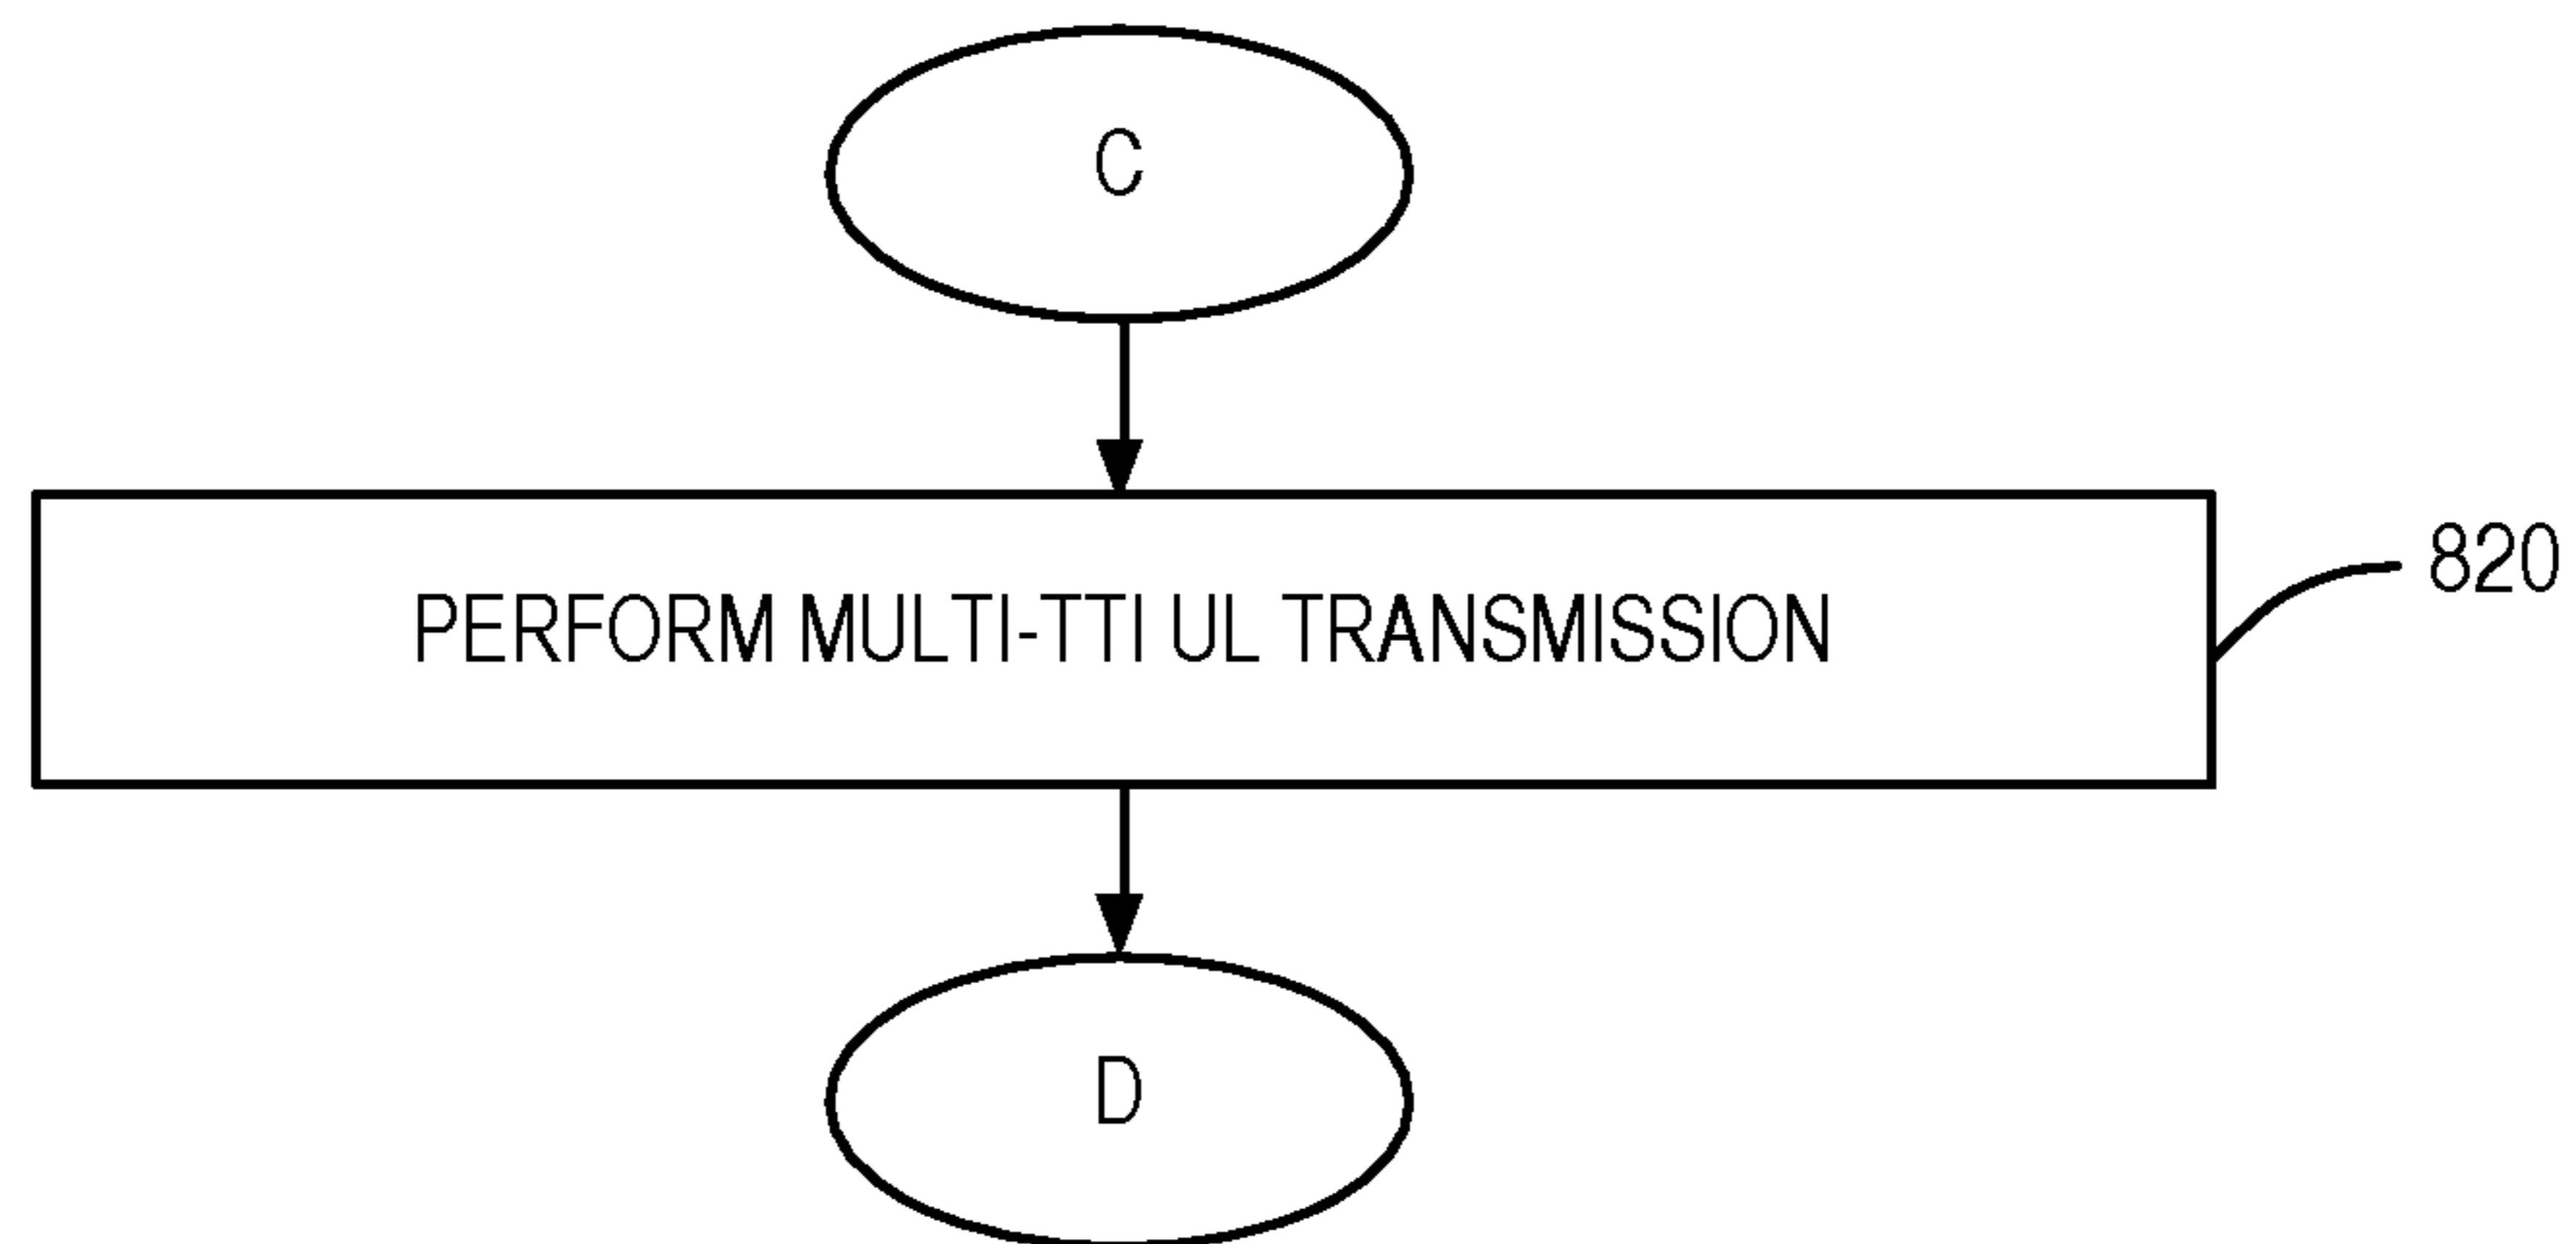 C
PERFORM MULTI-TTI UL TRANSMISSION
820
D